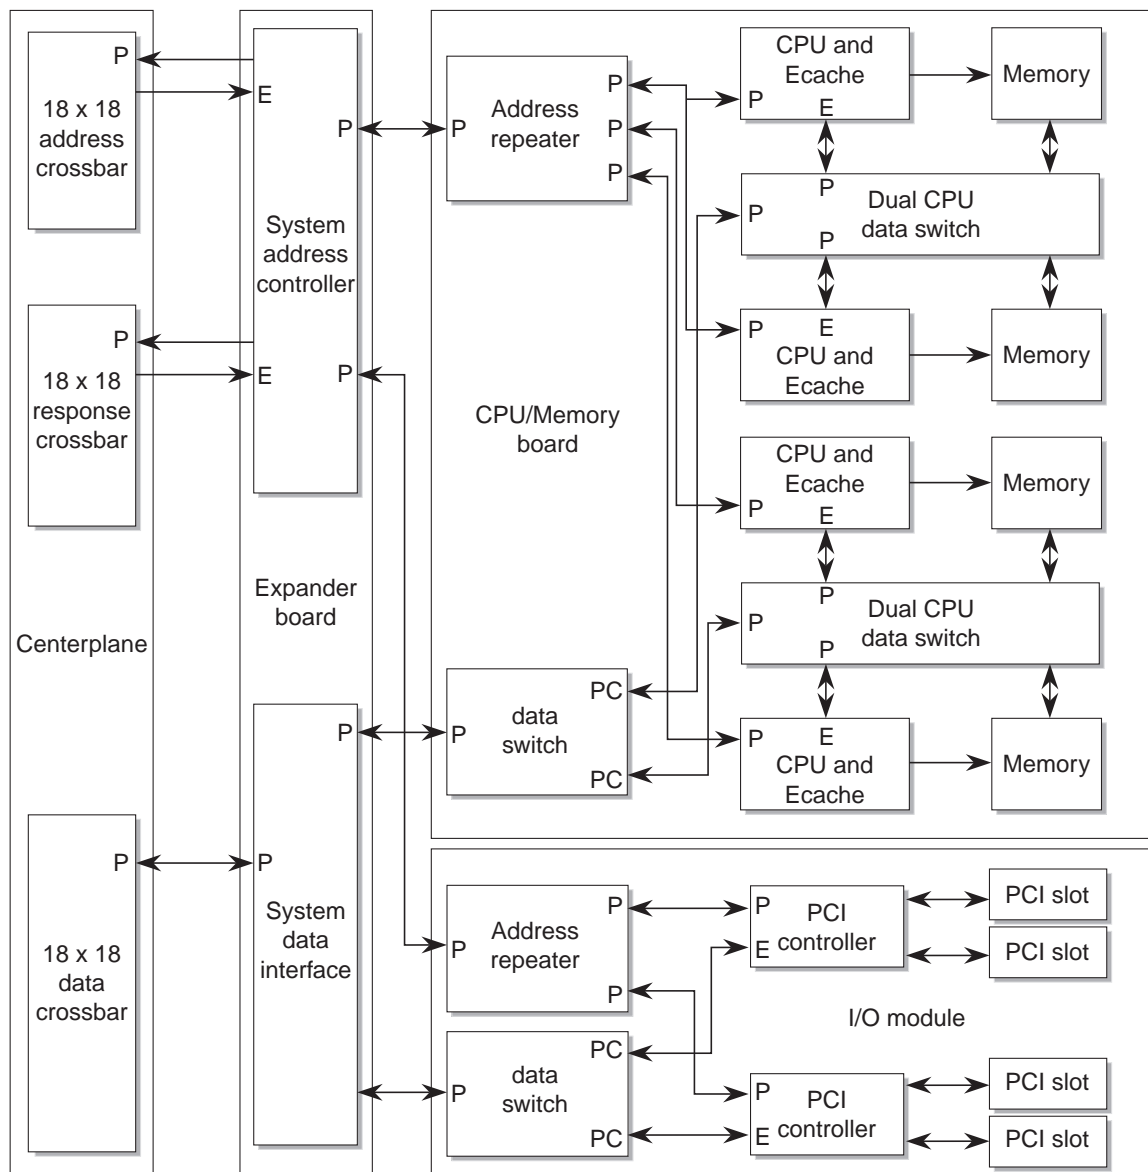 P
18 x 18
address
crossbar
P
18 x 18
response
crossbar
Centerplane
P
18 x 18
data
crossbar
E
P
System
address
controller
E
P
Expander
board
P
P
System
data
interface
P
Address
repeater
P
P
P
CPU/Memory
board
P
data
switch
PC
PC
CPU and
Ecache
P
E
Memory
P
P
P
Dual CPU
data switch
P
E
CPU and
Ecache
Memory
CPU and
Ecache
P
E
Memory
P
P
P
Dual CPU
data switch
P
E
CPU and
Ecache
Memory
P
Address
repeater
P
P
P
data
switch
PC
PC
P
E
PCI
controller
PCI slot
PCI slot
I/O module
P
E
PCI
controller
PCI slot
PCI slot